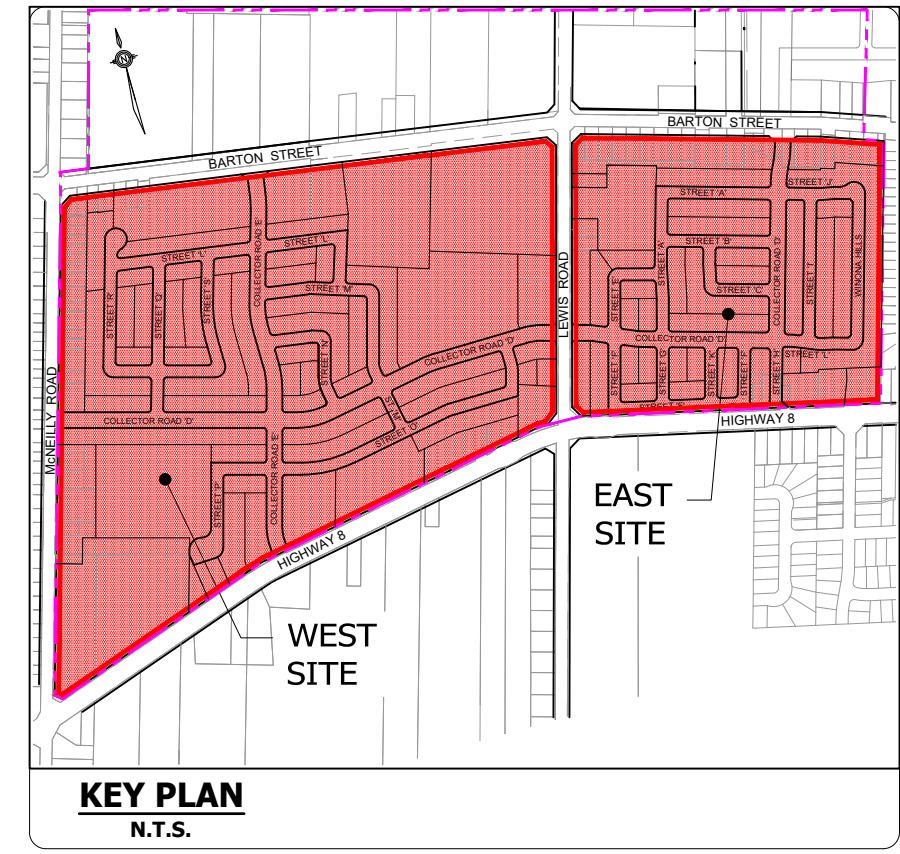 N
BARTON STREET
BARTON STREET
STREET 'J'
STREET 'A'
STREET 'L'
STREET 'L'
COLLECTOR ROAD 'E'
STREET 'B'
STREET 'A'
COLLECTOR ROAD 'D'
STREET 'I'
WINONA HILLS
STREET 'R'
STREET 'Q'
STREET 'S'
STREET 'M'
STREET 'E'
STREET 'C'
LEWIS ROAD
STREET 'N'
COLLECTOR ROAD 'D'
COLLECTOR ROAD 'D'
STREET 'L'
STREET 'F'
STREET 'G'
STREET 'K'
STREET 'F'
STREET 'H'
McNEILLY ROAD
COLLECTOR ROAD 'D'
STREET 'O'
HIGHWAY 8
COLLECTOR ROAD 'E'
STREET 'P'
EAST
SITE
HIGHWAY 8
WEST
SITE
KEY PLAN
N.T.S.